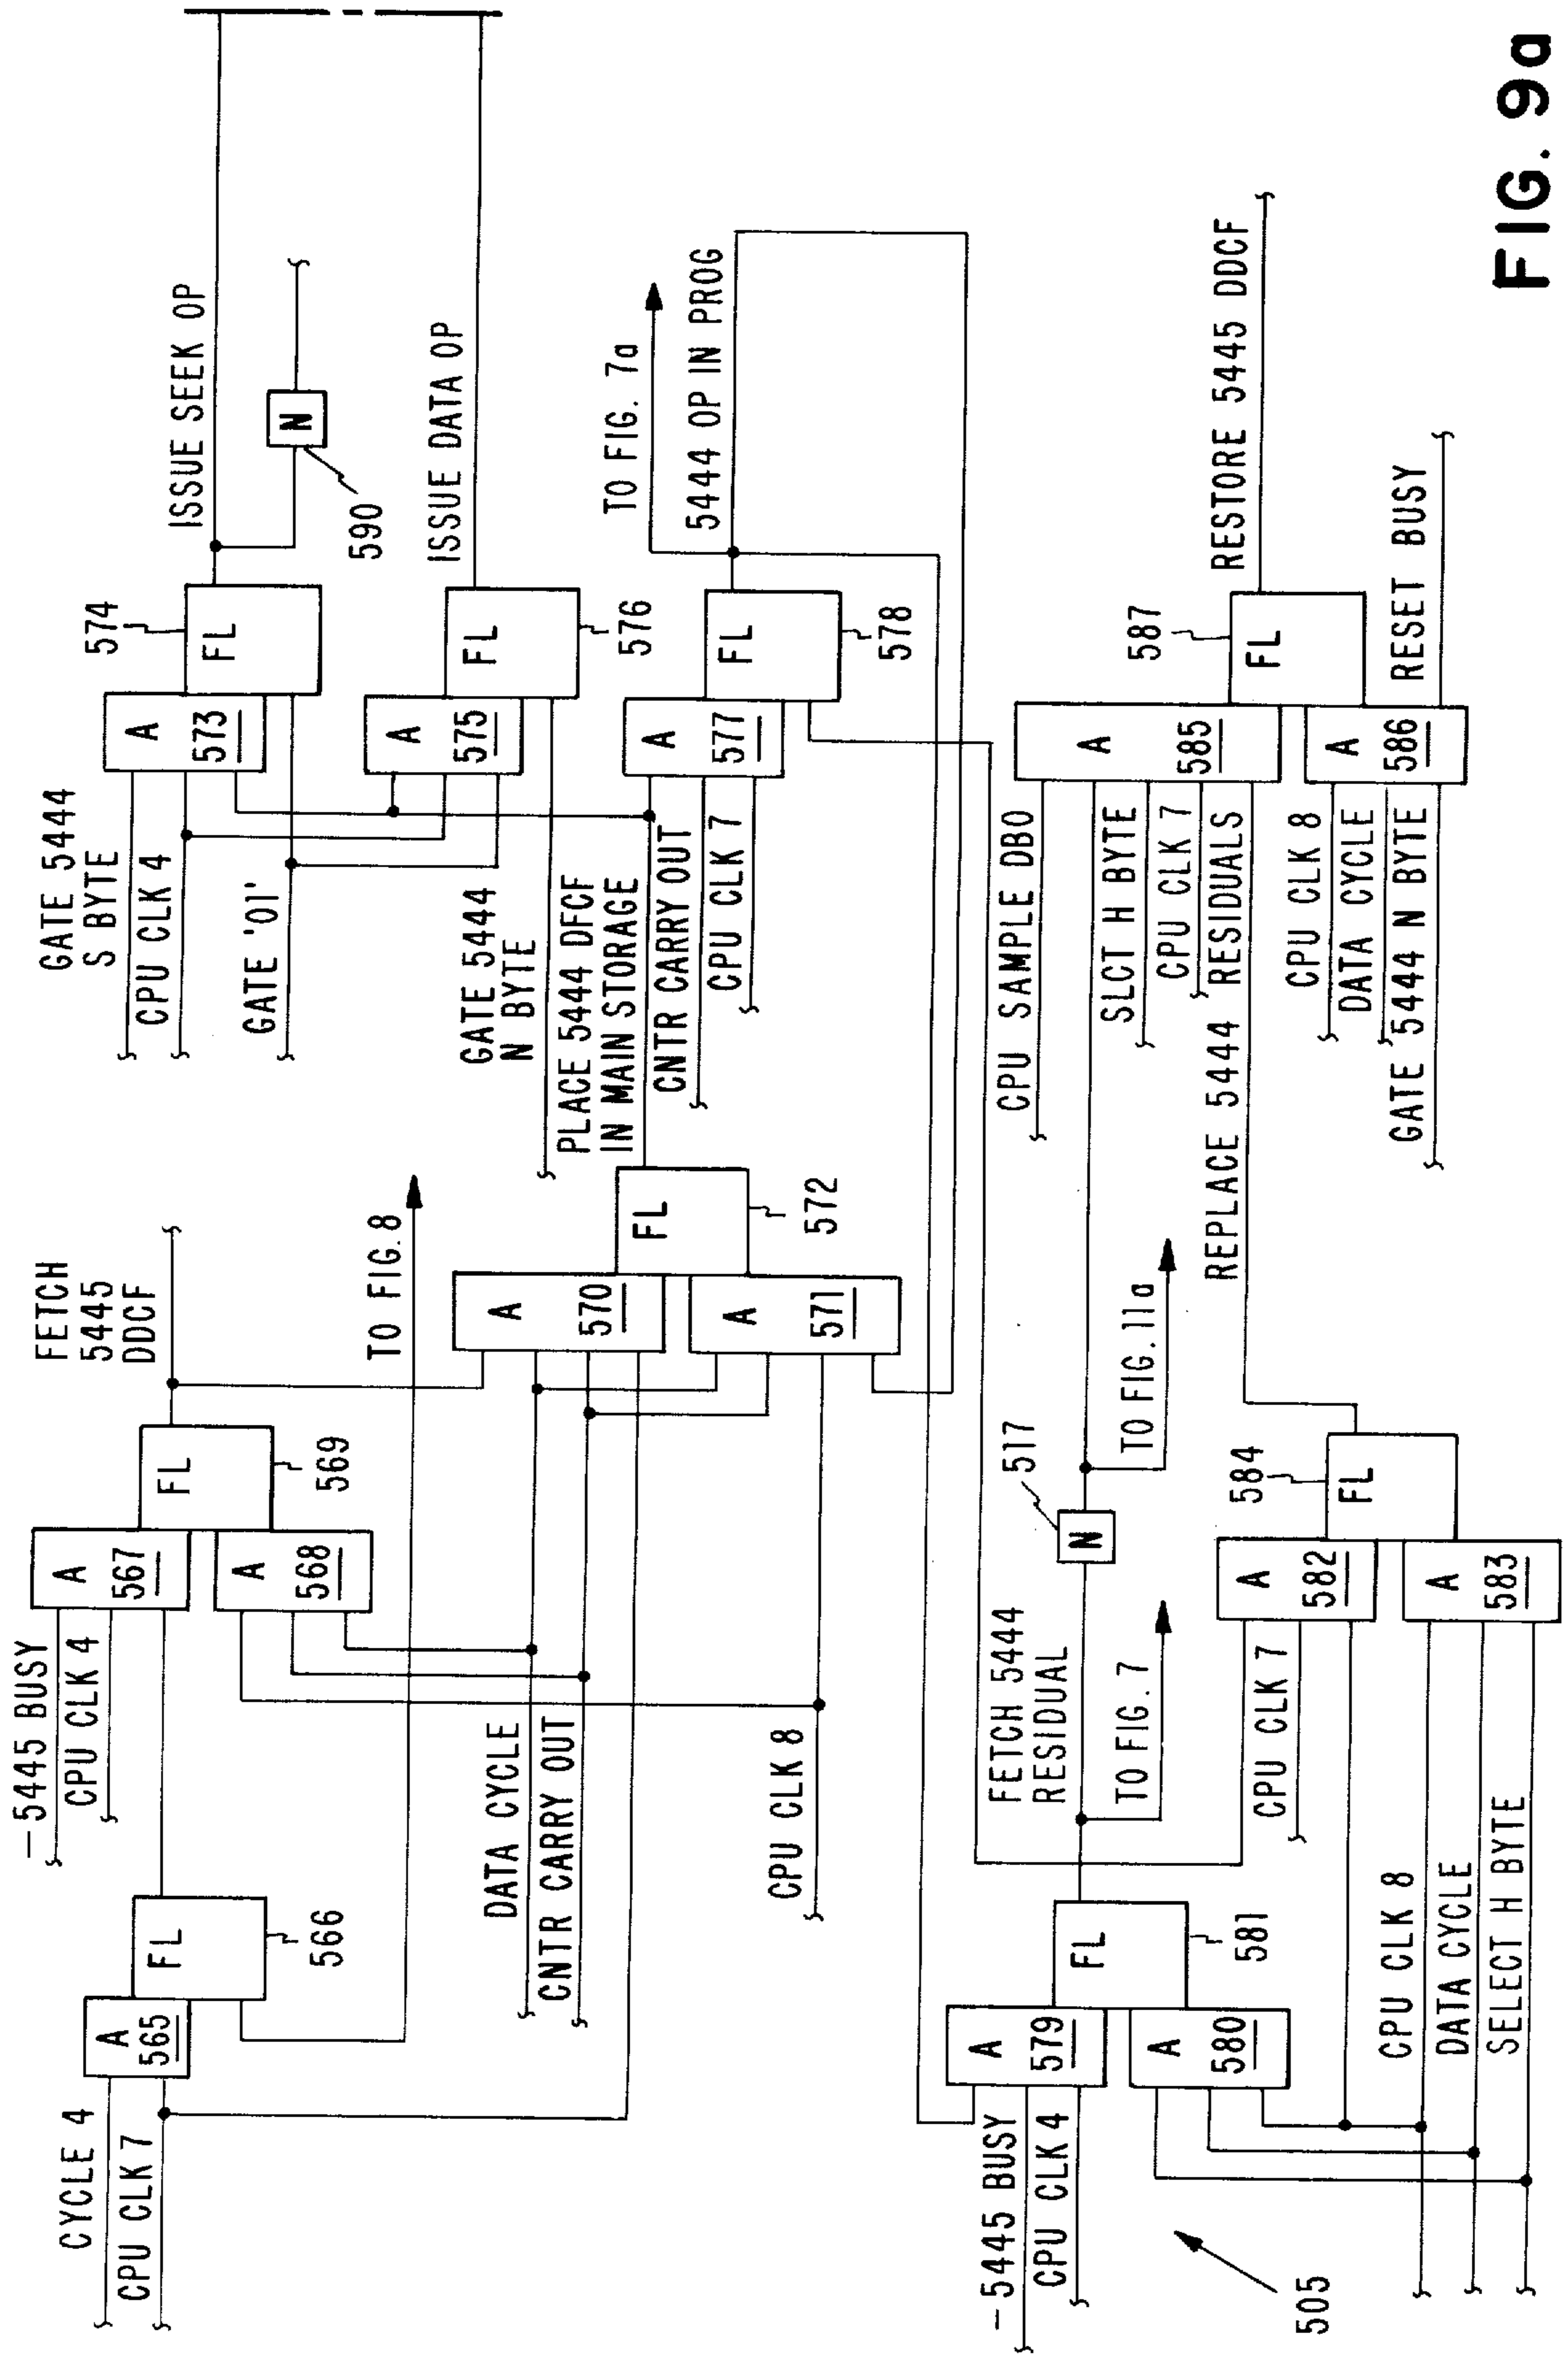 CYCLE 4
CPU CLK 7
A
565
FL
566
-5445 BUSY
CPU CLK 4
A
567
A
568
FL
569
FETCH
5445
DDCF
TO FIG. 8
DATA CYCLE
CNTR CARRY OUT
CPU CLK 8
A
570
A
571
FL
572
GATE 5444
S BYTE
CPU CLK 4
GATE '01'
A
573
FL
574
ISSUE SEEK OP
N
590
GATE 5444
N BYTE
A
575
FL
576
ISSUE DATA OP
PLACE 5444 DFCF
IN MAIN STORAGE
CNTR CARRY OUT
CPU CLK 7
A
577
FL
578
TO FIG. 7a
5444 OP IN PROG
-5445 BUSY
CPU CLK 4
A
579
A
580
FL
581
505
FETCH 5444
RESIDUAL
TO FIG. 7
N
517
TO FIG. 11a
CPU CLK 7
CPU CLK 8
DATA CYCLE
SELECT H BYTE
A
582
A
583
FL
584
REPLACE 5444 RESIDUALS
CPU SAMPLE DBO
SLCT H BYTE
CPU CLK 7
CPU CLK 8
DATA CYCLE
GATE 5444 N BYTE
A
585
A
586
FL
587
RESTORE 5445 DDCF
RESET BUSY
FIG. 9a